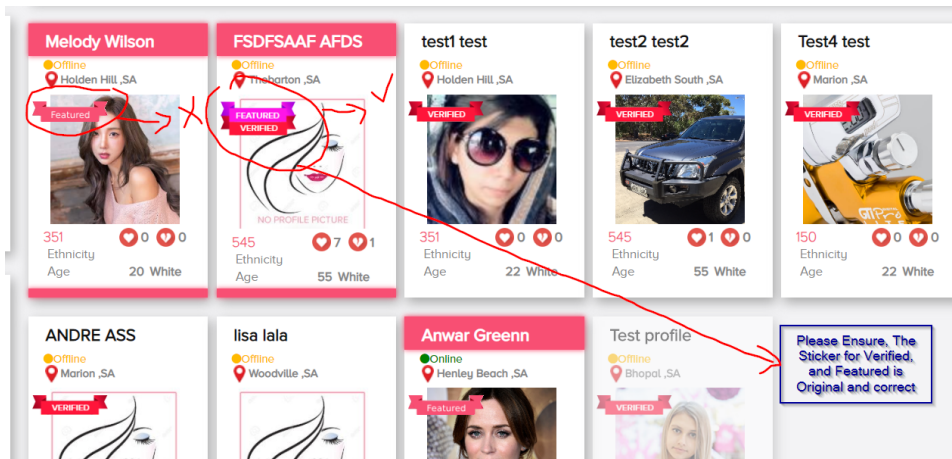 Melody Wilson
Offline
Holden Hill ,SA
Featured
351
0 0
Ethnicity
Age 20 White
FSDFSAAF AFDS
Offline
Thebarton ,SA
FEATURED
VERIFIED
NO PROFILE PICTURE
545
7 1
Ethnicity
Age 55 White
test1 test
Offline
Holden Hill ,SA
VERIFIED
351
0 0
Ethnicity
Age 22 White
test2 test2
Offline
Elizabeth South ,SA
VERIFIED
545
1 0
Ethnicity
Age 55 White
Test4 test
Offline
Marion ,SA
VERIFIED
150
0 0
Ethnicity
Age 22 White
ANDRE ASS
Offline
Marion ,SA
VERIFIED
lisa lala
Offline
Woodville ,SA
Anwar Greenn
Online
Henley Beach ,SA
Featured
Test profile
Offline
Bhopal ,SA
VERIFIED
Please Ensure, The
Sticker for Verified,
and Featured is
Original and correct